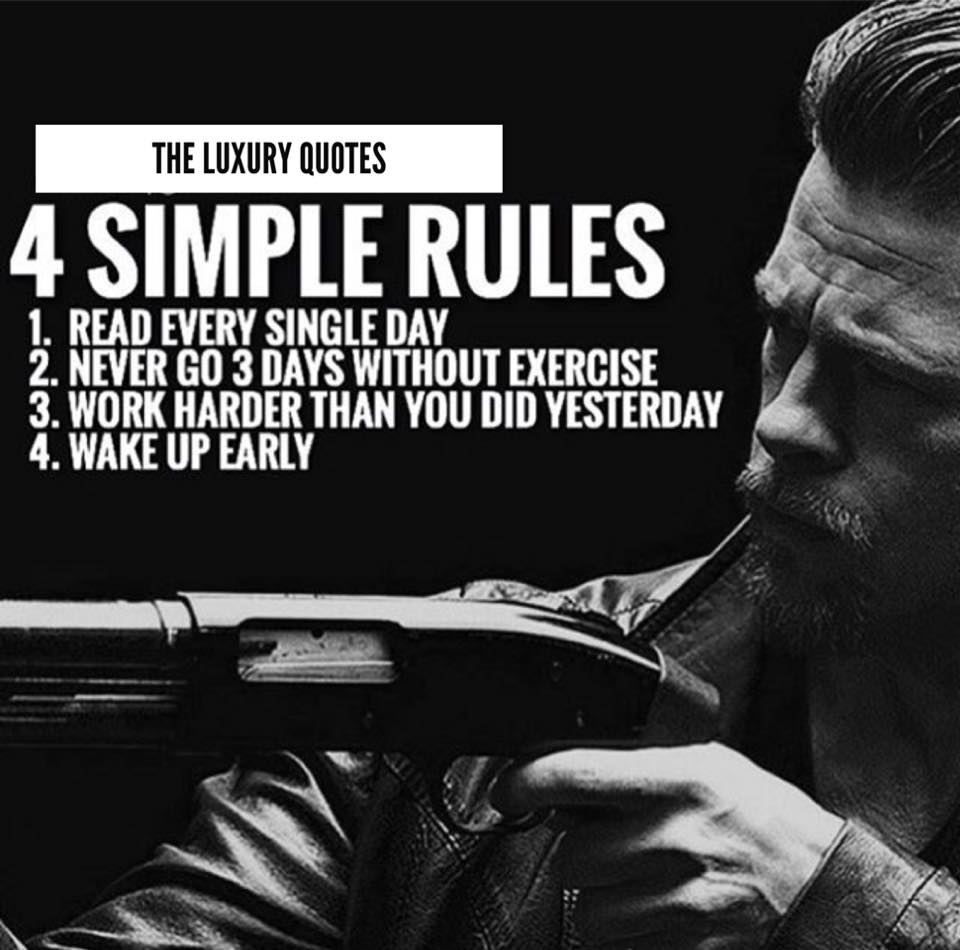 THE LUXURY QUOTES
4 SIMPLE RULES
1. READ EVERY SINGLE DAY
2. NEVER GO 3 DAYS WITHOUT EXERCISE
3. WORK HARDER THAN YOU DID YESTERDAY
4. WAKE UP EARLY